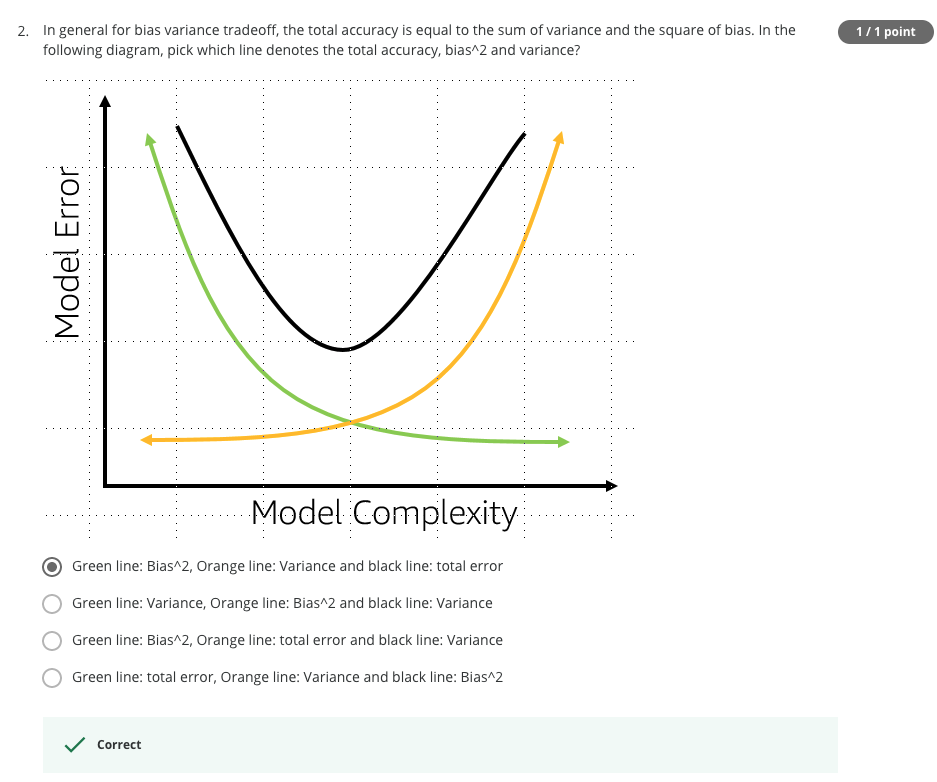 2. In general for bias variance tradeoff, the total accuracy is equal to the sum of variance and the square of bias. In the
following diagram, pick which line denotes the total accuracy, bias^2 and variance?
1 / 1 point
Model Error
Model Complexity
Green line: Bias^2, Orange line: Variance and black line: total error
Green line: Variance, Orange line: Bias^2 and black line: Variance
Green line: Bias^2, Orange line: total error and black line: Variance
Green line: total error, Orange line: Variance and black line: Bias^2
Correct